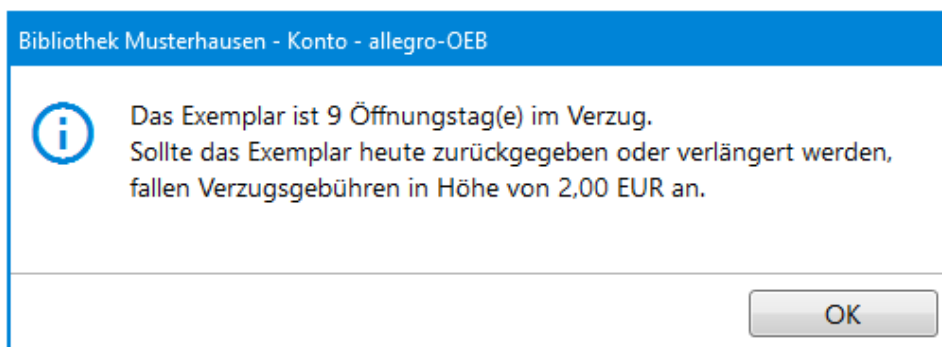 Bibliothek Musterhausen - Konto - allegro-OEB
Das Exemplar ist 9 Öffnungstag(e) im Verzug.
Sollte das Exemplar heute zurückgegeben oder verlängert werden,
fallen Verzugsgebühren in Höhe von 2,00 EUR an.
OK